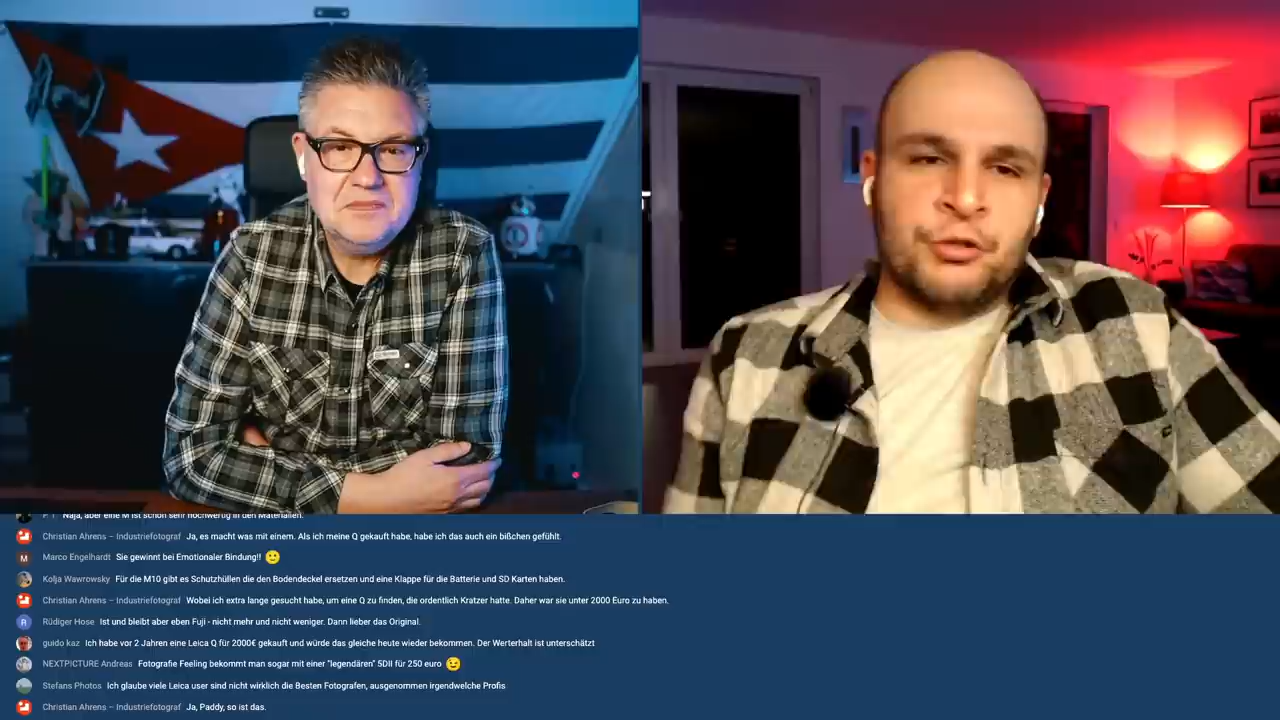 Naja, aber eine M ist schon sehr hochwertig in den Materialien.
Christian Ahrens – Industriefotograf Ja, es macht was mit einem. Als ich meine Q gekauft habe, habe ich das auch ein bißchen gefühlt.
M Marco Engelhardt Sie gewinnt bei Emotionaler Bindung!! 🙂
Kolja Wawrowsky Für die M10 gibt es Schutzhüllen die den Bodendeckel ersetzen und eine Klappe für die Batterie und SD Karten haben.
Christian Ahrens – Industriefotograf Wobei ich extra lange gesucht habe, um eine Q zu finden, die ordentlich Kratzer hatte. Daher war sie unter 2000 Euro zu haben.
R Rüdiger Hose Ist und bleibt aber eben Fuji - nicht mehr und nicht weniger. Dann lieber das Original.
guido kaz Ich habe vor 2 Jahren eine Leica Q für 2000€ gekauft und würde das gleiche heute wieder bekommen. Der Werterhalt ist unterschätzt
NEXTPICTURE Andreas Fotografie Feeling bekommt man sogar mit einer "legendären" 5DII für 250 euro 😉
Stefans Photos Ich glaube viele Leica user sind nicht wirklich die Besten Fotografen, ausgenommen irgendwelche Profis
Christian Ahrens – Industriefotograf Ja, Paddy, so ist das.